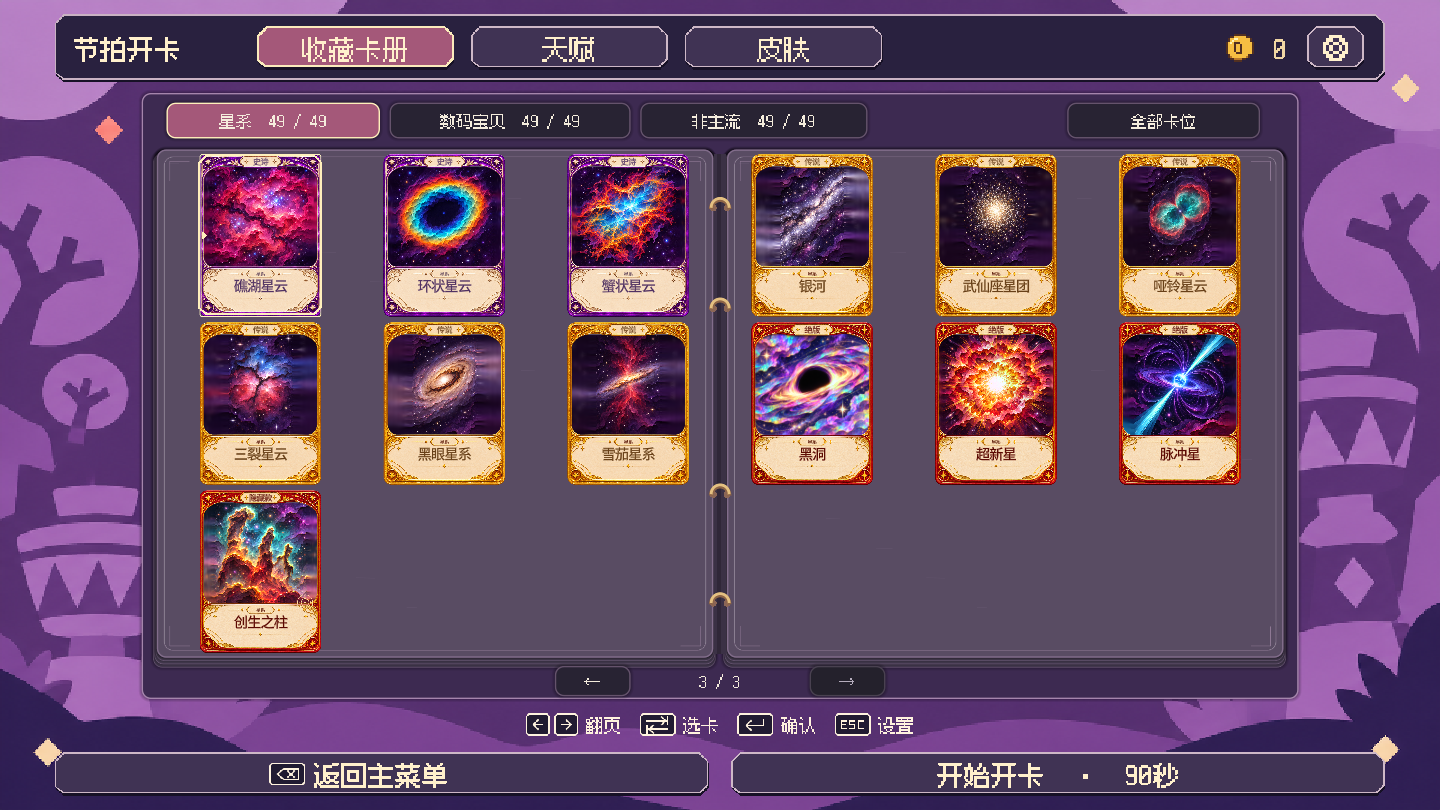 节拍开卡
收藏卡册
天赋
皮肤
0
星系 49 / 49
数码宝贝 49 / 49
非主流 49 / 49
全部卡位
史诗
礁湖星云
史诗
环状星云
史诗
蟹状星云
传说
银河
传说
武仙座星团
传说
哑铃星云
传说
三裂星云
传说
黑眼星系
传说
雪茄星系
绝版
黑洞
绝版
超新星
绝版
脉冲星
隐藏款
创生之柱
← 3 / 3 →
← → 翻页 选卡 确认 ESC 设置
返回主菜单
开始开卡 · 90秒